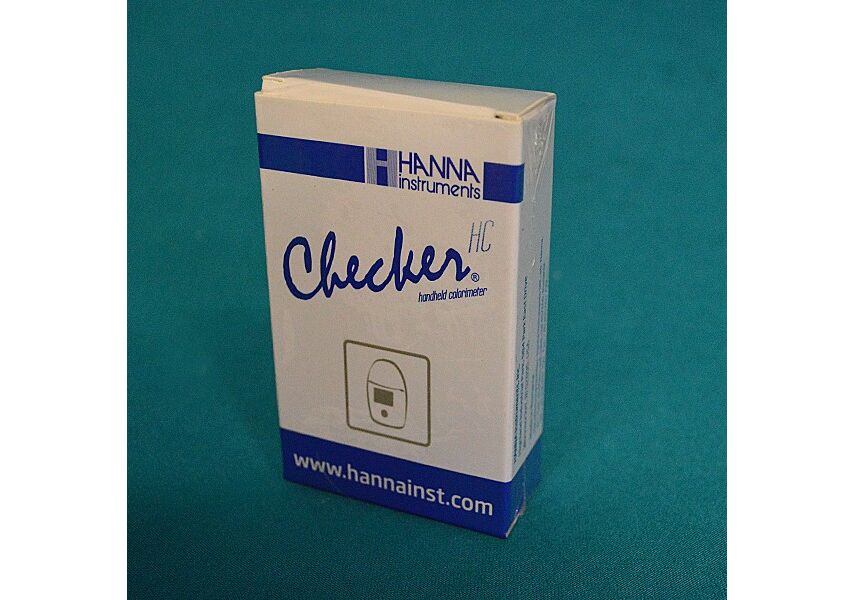 HANNA
instruments
Checker HC
®
handheld colorimeter
www.hannainst.com